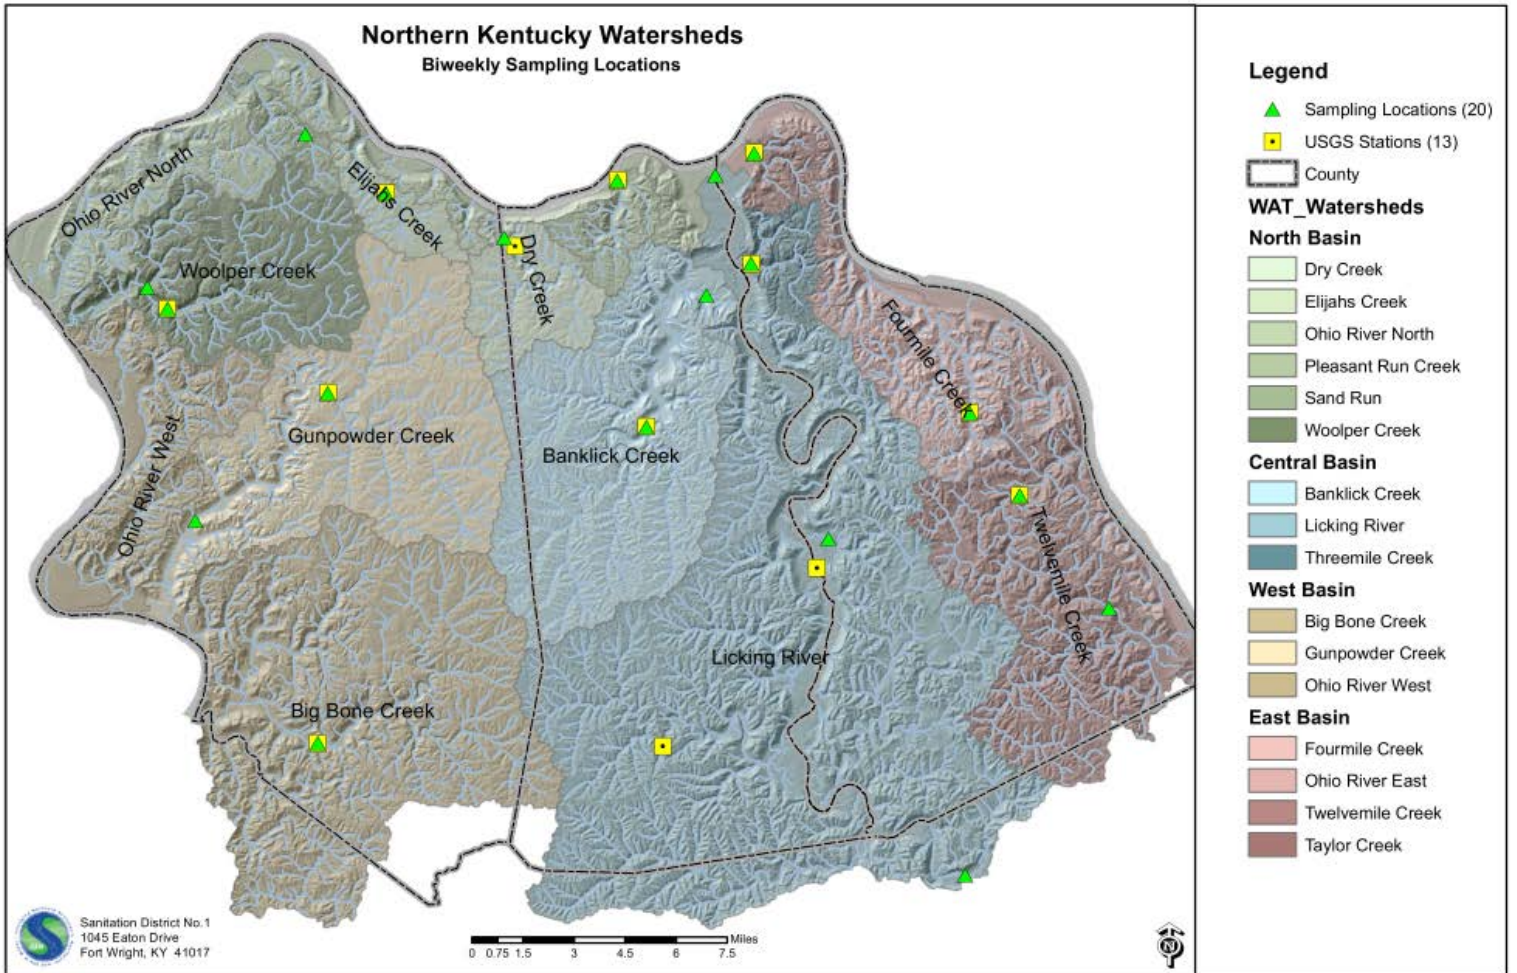 Northern Kentucky Watersheds
Biweekly Sampling Locations
Ohio River North
Elijahs Creek
Woolper Creek
Dry Creek
Fourmile Creek
Gunpowder Creek
Banklick Creek
Ohio River West
Twelvemile Creek
Licking River
Big Bone Creek
Sanitation District No.1
1045 Eaton Drive
Fort Wright, KY 41017
Miles
0 0.75 1.5 3 4.5 6 7.5
N
Legend
Sampling Locations (20)
USGS Stations (13)
County
WAT_Watersheds
North Basin
Dry Creek
Elijahs Creek
Ohio River North
Pleasant Run Creek
Sand Run
Woolper Creek
Central Basin
Banklick Creek
Licking River
Threemile Creek
West Basin
Big Bone Creek
Gunpowder Creek
Ohio River West
East Basin
Fourmile Creek
Ohio River East
Twelvemile Creek
Taylor Creek